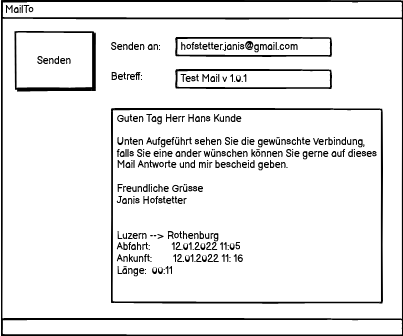 MailTo
Senden
Senden an: hofstetter.janis@gmail.com
Betreff: Test Mail v 1.0.1
Guten Tag Herr Hans Kunde
Unten Aufgeführt sehen Sie die gewünschte Verbindung,
falls Sie eine ander wünschen können Sie gerne auf dieses
Mail Antworte und mir bescheid geben.
Freundliche Grüsse
Janis Hofstetter
Luzern --> Rothenburg
Abfahrt: 12.01.2022 11:05
Ankunft: 12.01.2022 11: 16
Länge: 00:11